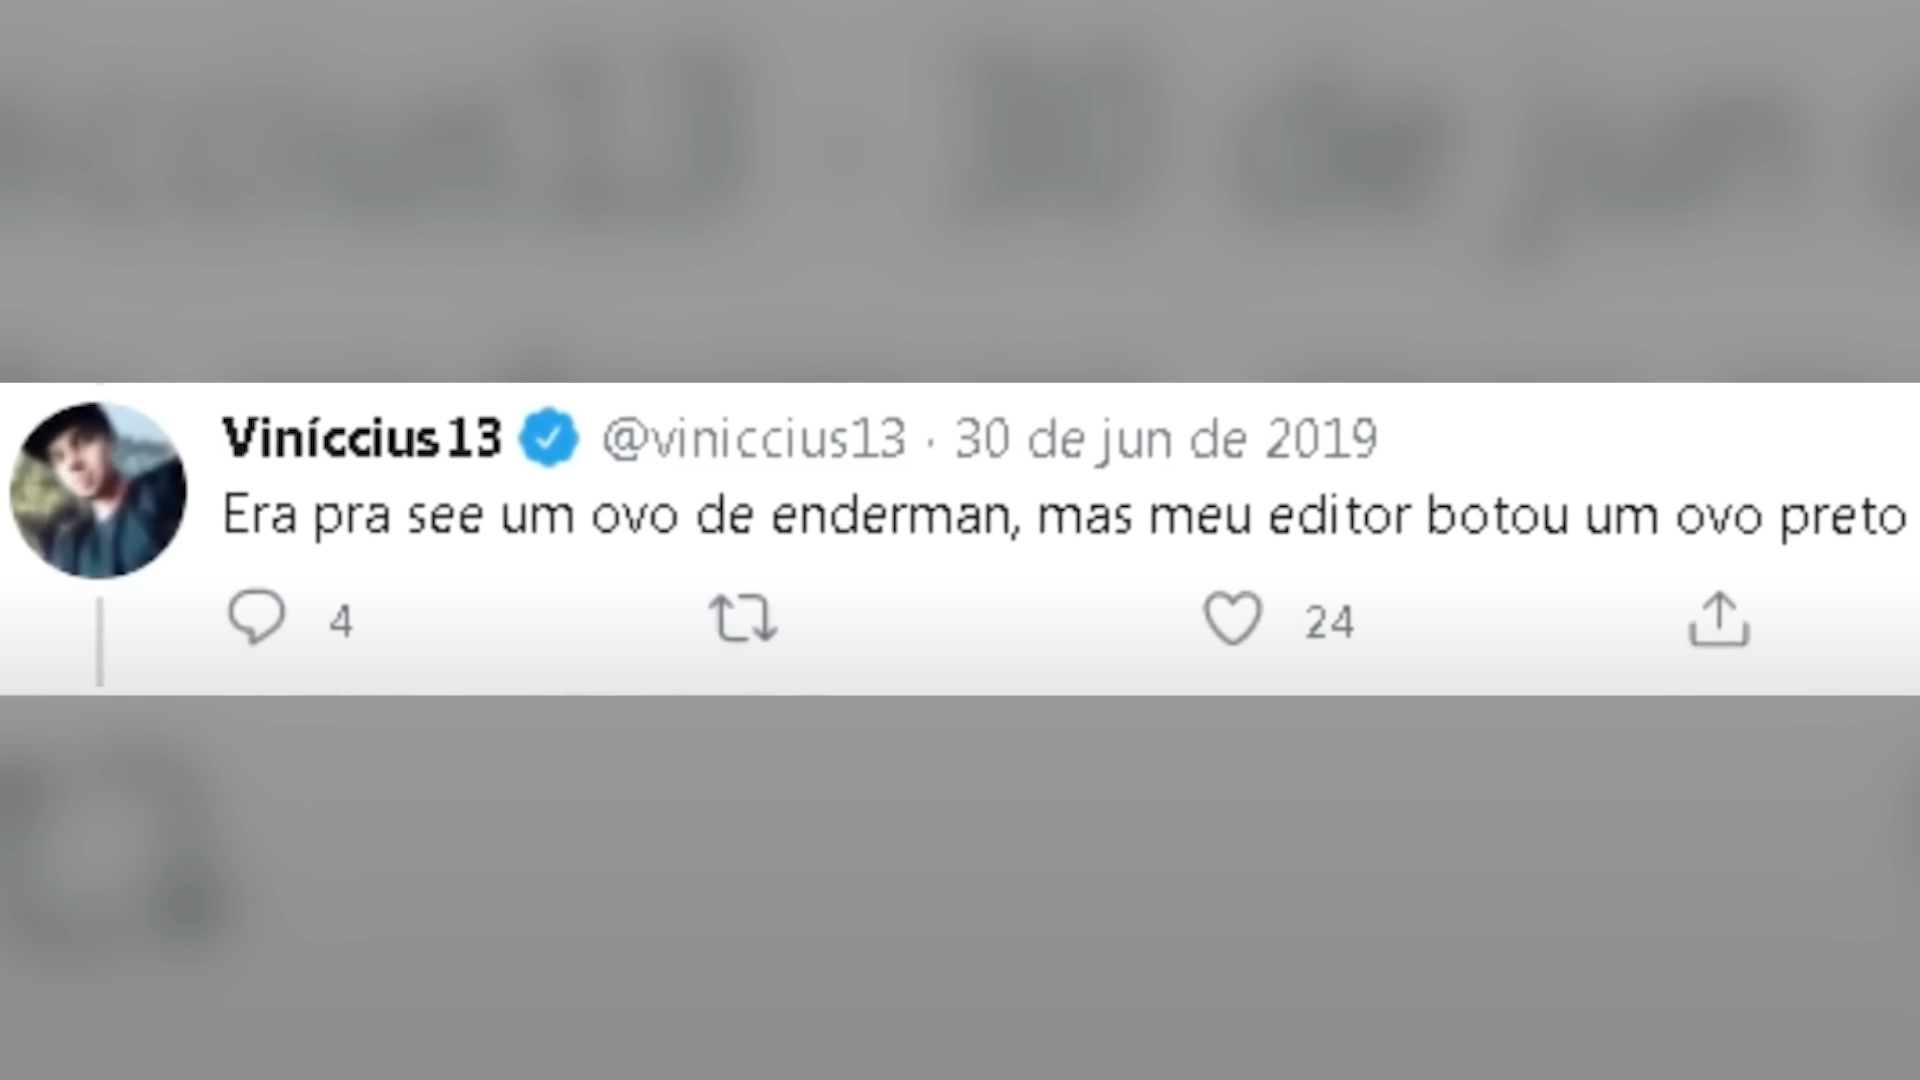 Viníccius13 @viniccius13 · 30 de jun de 2019
Era pra see um ovo de enderman, mas meu editor botou um ovo preto
4 24